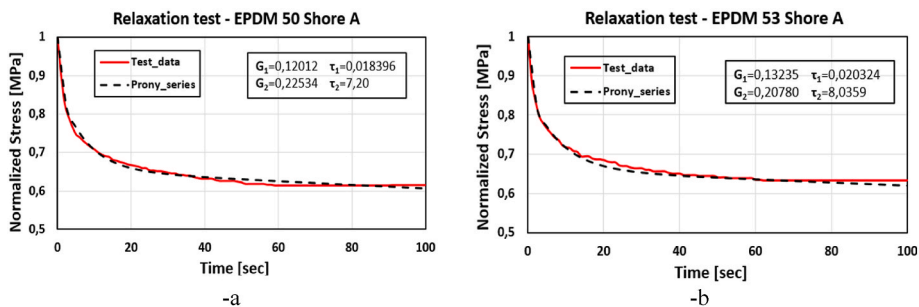 Relaxation test - EPDM 50 Shore A
Normalized Stress [MPa]
1
0,9
0,8
0,7
0,6
0,5
Test_data
Prony_series
G1=0,12012 τ1=0,018396
G2=0,22534 τ2=7,20
0 20 40 60 80 100
Time [sec]
-a
Relaxation test - EPDM 53 Shore A
Normalized Stress [MPa]
1
0,9
0,8
0,7
0,6
0,5
Test_data
Prony_series
G1=0,13235 τ1=0,020324
G2=0,20780 τ2=8,0359
0 20 40 60 80 100
Time [sec]
-b